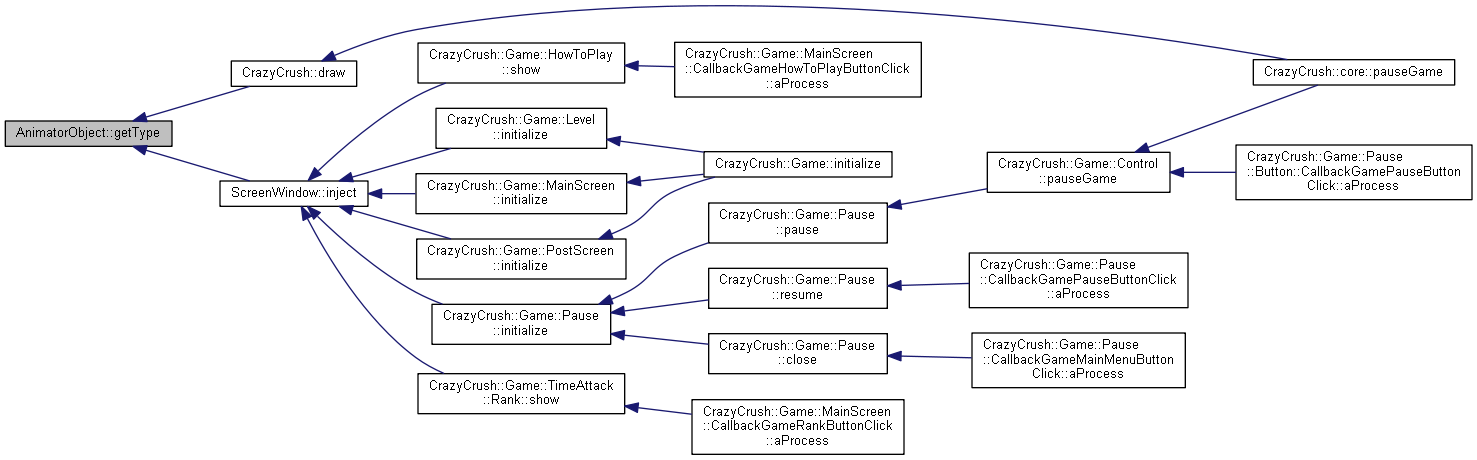 AnimatorObject::getType
CrazyCrush::draw
ScreenWindow::inject
CrazyCrush::Game::HowToPlay
::show
CrazyCrush::Game::Level
::initialize
CrazyCrush::Game::MainScreen
::initialize
CrazyCrush::Game::PostScreen
::initialize
CrazyCrush::Game::Pause
::initialize
CrazyCrush::Game::TimeAttack
::Rank::show
CrazyCrush::Game::MainScreen
::CallbackGameHowToPlayButtonClick
::aProcess
CrazyCrush::Game::initialize
CrazyCrush::Game::Pause
::pause
CrazyCrush::Game::Pause
::resume
CrazyCrush::Game::Pause
::close
CrazyCrush::Game::MainScreen
::CallbackGameRankButtonClick
::aProcess
CrazyCrush::Game::Control
::pauseGame
CrazyCrush::Game::Pause
::CallbackGamePauseButtonClick
::aProcess
CrazyCrush::Game::Pause
::CallbackGameMainMenuButton
Click::aProcess
CrazyCrush::core::pauseGame
CrazyCrush::Game::Pause
::Button::CallbackGamePauseButton
Click::aProcess